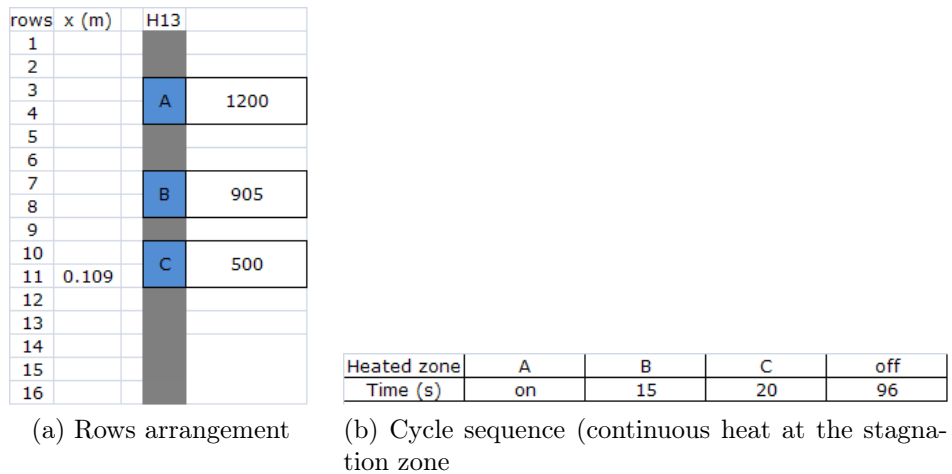 rows x (m) H13
1
2
3
A 1200
4
5
6
7
B 905
8
9
10
C 500
11 0.109
12
13
14
15
16
(a) Rows arrangement
Heated zone A B C off
Time (s) on 15 20 96
(b) Cycle sequence (continuous heat at the stagna-
tion zone